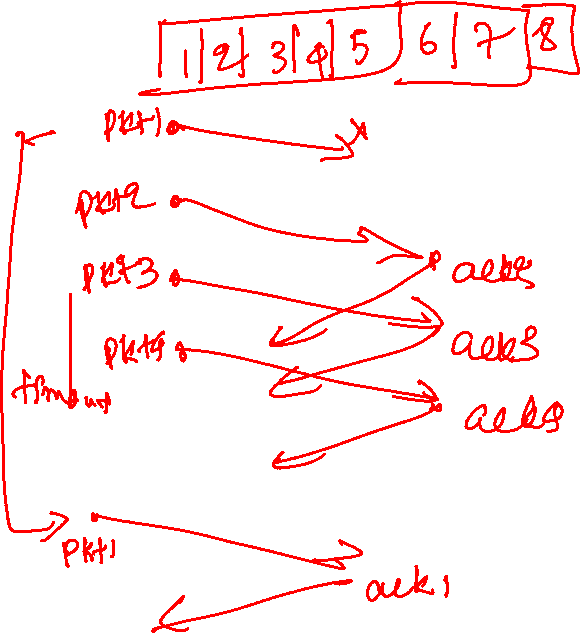 1 2 3 4 5 6 7 8
pkt1
pkt2
ack2
pkt3
ack3
pkt4
timeout
ack4
pkt1
ack1